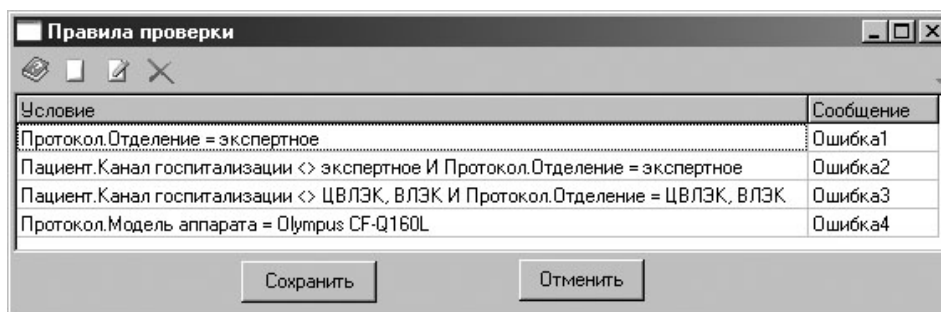 Правила проверки
Условие Сообщение
Протокол.Отделение = экспертное Ошибка1
Пациент.Канал госпитализации <> экспертное И Протокол.Отделение = экспертное Ошибка2
Пациент.Канал госпитализации <> ЦВЛЭК, ВЛЭК И Протокол.Отделение = ЦВЛЭК, ВЛЭК Ошибка3
Протокол.Модель аппарата = Olympus CF-Q160L Ошибка4
Сохранить Отменить